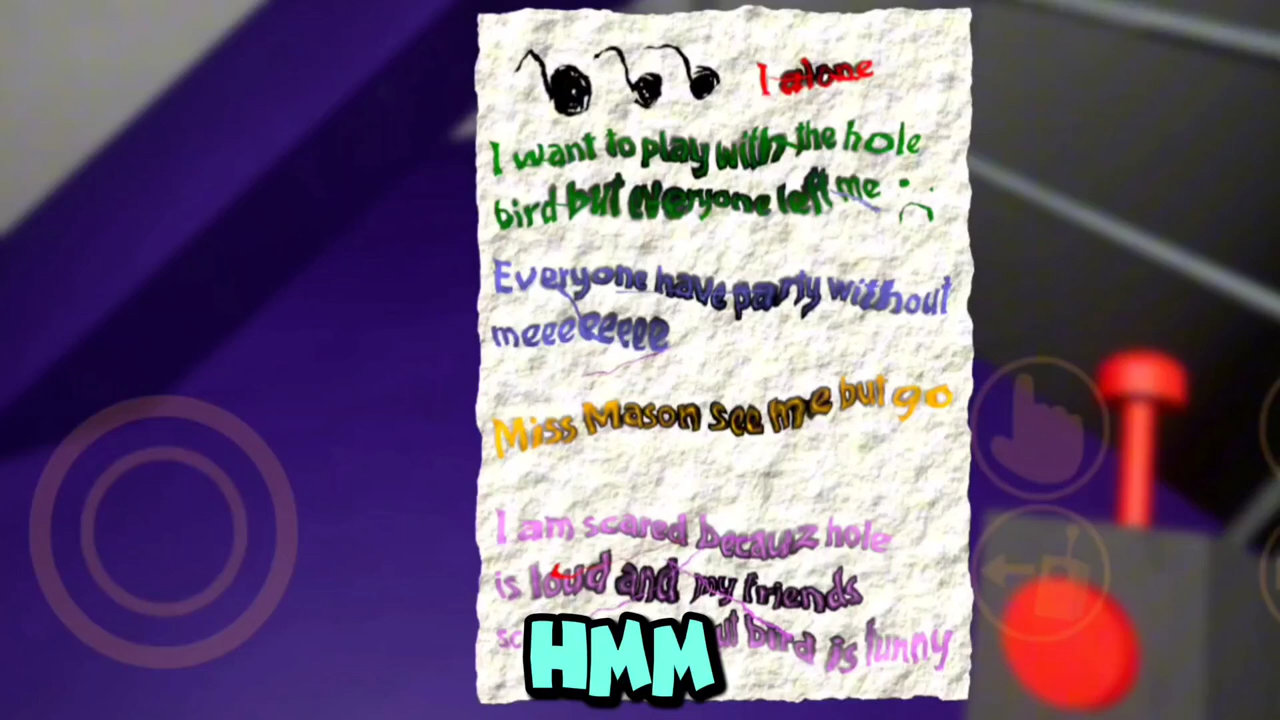 I alone
I want to play with the hole
bird but everyone left me :(
Everyone have party without
meeeeeeee
Miss Mason see me but go
I am scared becauz hole
is loud and my friends
bird is funny
HMM